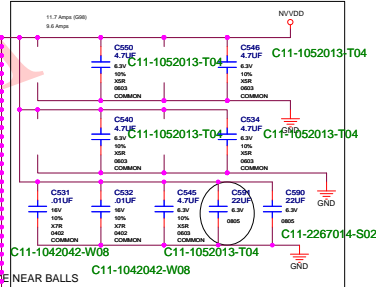 11.7 Amps (G98)
9.6 Amps
NVVDD
C550
4.7UF
6.3V
10%
X5R
0603
COMMON
C11-1052013-T04
C546
4.7UF
6.3V
10%
X5R
0603
COMMON
C11-1052013-T04
GND
C540
4.7UF
6.3V
10%
X5R
0603
COMMON
C11-1052013-T04
C534
4.7UF
6.3V
10%
X5R
0603
COMMON
C11-1052013-T04
GND
C531
.01UF
16V
10%
X7R
0402
COMMON
C11-1042042-W08
C532
.01UF
16V
10%
X7R
0402
COMMON
C11-1042042-W08
C545
4.7UF
6.3V
10%
X5R
0603
COMMON
C11-1052013-T04
C591
22UF
6.3V
0805
C590
22UF
6.3V
0805
C11-2267014-S02
GND
E NEAR BALLS